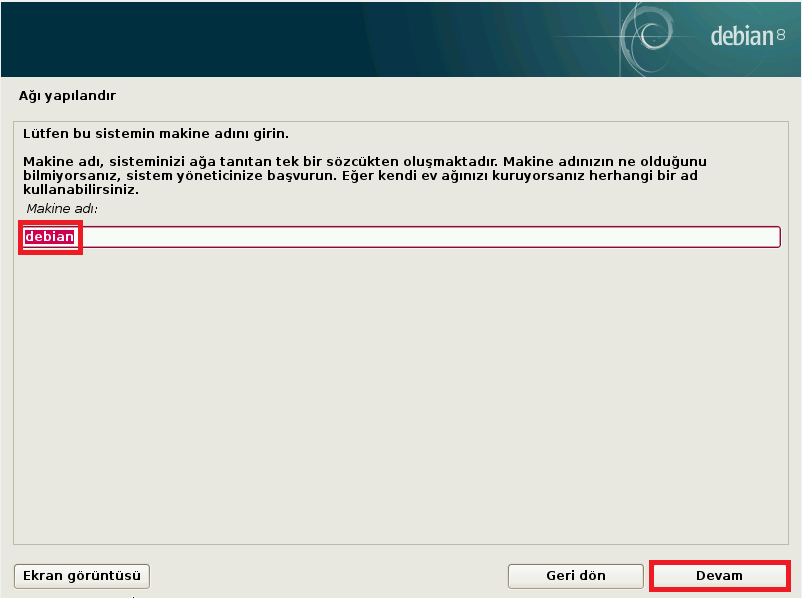 debian 8
Ağı yapılandır
Lütfen bu sistemin makine adını girin.
Makine adı, sisteminizi ağa tanıtan tek bir sözcükten oluşmaktadır. Makine adınızın ne olduğunu
bilmiyorsanız, sistem yöneticinize başvurun. Eğer kendi ev ağınızı kuruyorsanız herhangi bir ad
kullanabilirsiniz.
Makine adı:
debian
Ekran görüntüsü
Geri dön
Devam